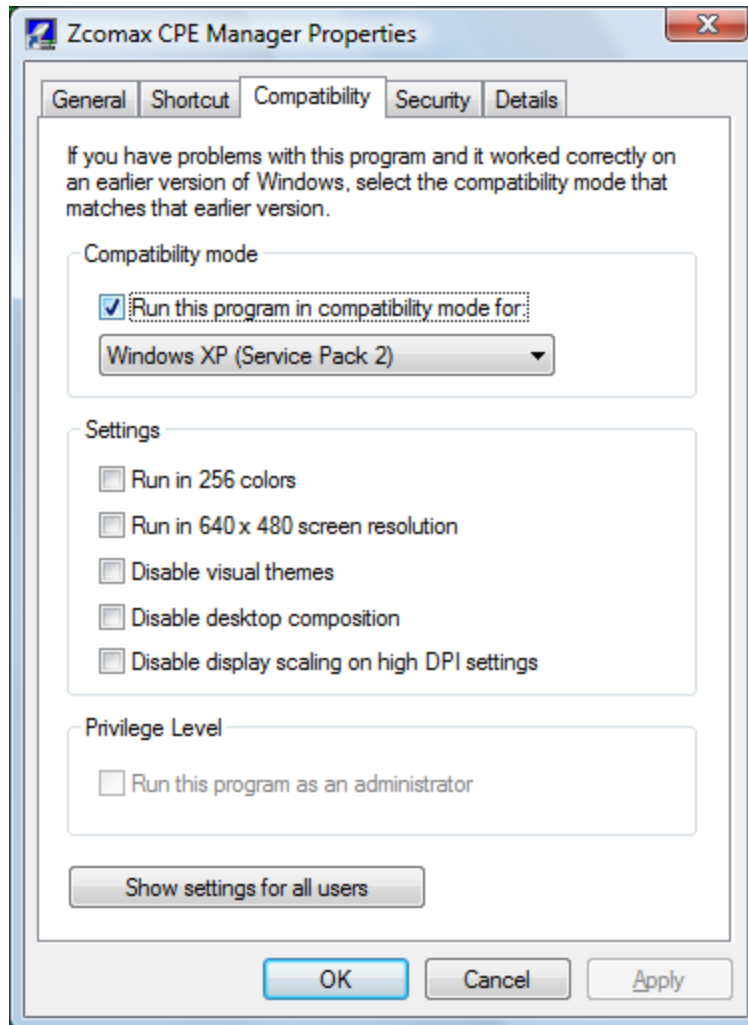 Zcomax CPE Manager Properties
X
General Shortcut Compatibility Security Details
If you have problems with this program and it worked correctly on
an earlier version of Windows, select the compatibility mode that
matches that earlier version.
Compatibility mode
Run this program in compatibility mode for:
Windows XP (Service Pack 2)
Settings
Run in 256 colors
Run in 640 x 480 screen resolution
Disable visual themes
Disable desktop composition
Disable display scaling on high DPI settings
Privilege Level
Run this program as an administrator
Show settings for all users
OK Cancel Apply